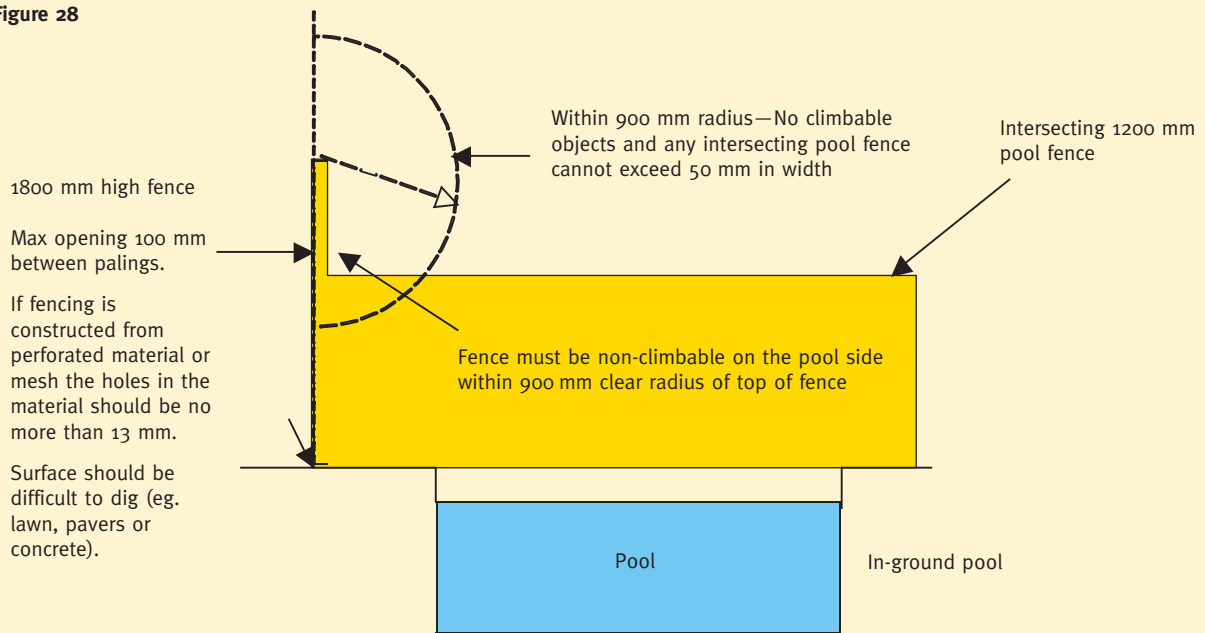 Figure 28
Within 900 mm radius—No climbable
objects and any intersecting pool fence
cannot exceed 50 mm in width
Intersecting 1200 mm
pool fence
1800 mm high fence
Max opening 100 mm
between palings.
If fencing is
constructed from
perforated material or
mesh the holes in the
material should be no
more than 13 mm.
Surface should be
difficult to dig (eg.
lawn, pavers or
concrete).
Fence must be non-climbable on the pool side
within 900 mm clear radius of top of fence
Pool
In-ground pool